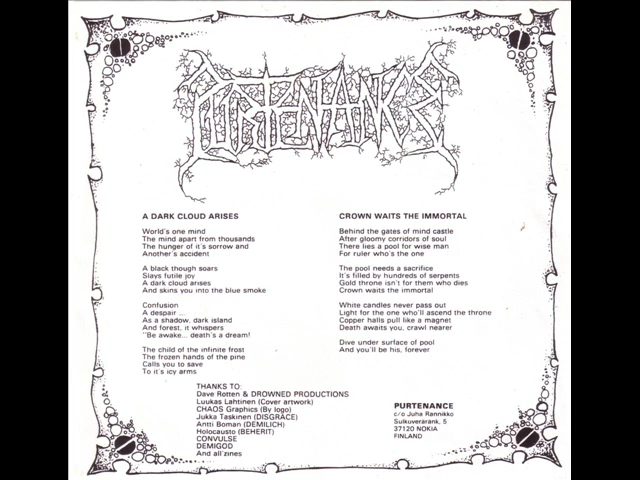 PURTENANCE
A DARK CLOUD ARISES
World's one mind
The mind apart from thousands
The hunger of it's sorrow and
Another's accident
A black though soars
Slays futile joy
A dark cloud arises
And skins you into the blue smoke
Confusion
A despair ...
As a shadow, dark island
And forest, it whispers
"Be awake... death's a dream!
The child of the infinite frost
The frozen hands of the pine
Calls you to save
To it's icy arms
CROWN WAITS THE IMMORTAL
Behind the gates of mind castle
After gloomy corridors of soul
There lies a pool for wise man
For ruler who's the one
The pool needs a sacrifice
It's filled by hundreds of serpents
Gold throne isn't for them who dies
Crown waits the immortal
White candles never pass out
Light for the one who'll ascend the throne
Copper halls pull like a magnet
Death awaits you, crawl nearer
Dive under surface of pool
And you'll be his, forever
THANKS TO:
Dave Rotten & DROWNED PRODUCTIONS
Luukas Lahtinen (Cover artwork)
CHAOS Graphics (By logo)
Jukka Taskinen (DISGRACE)
Antti Boman (DEMILICH)
Holocausto (BEHERIT)
CONVULSE
DEMIGOD
And all'zines
PURTENANCE
c/o Juha Rannikko
Sulkuverarank, 5
37120 NOKIA
FINLAND